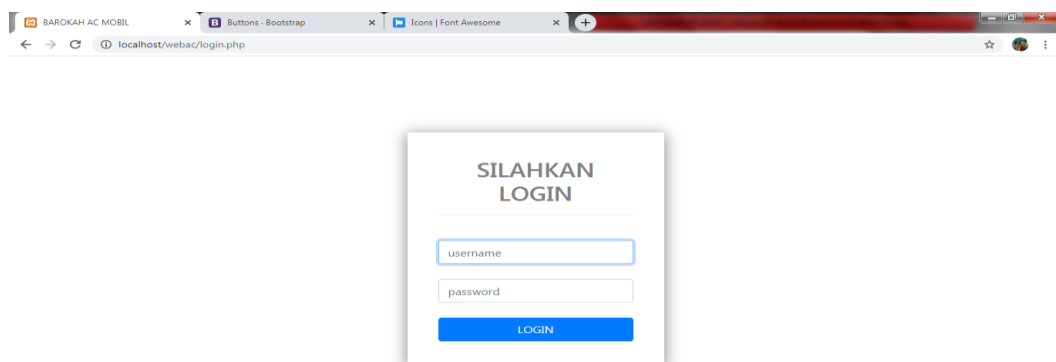 BAROKAH AC MOBIL
Buttons · Bootstrap
Icons | Font Awesome
localhost/webac/login.php
SILAHKAN
LOGIN
username
password
LOGIN